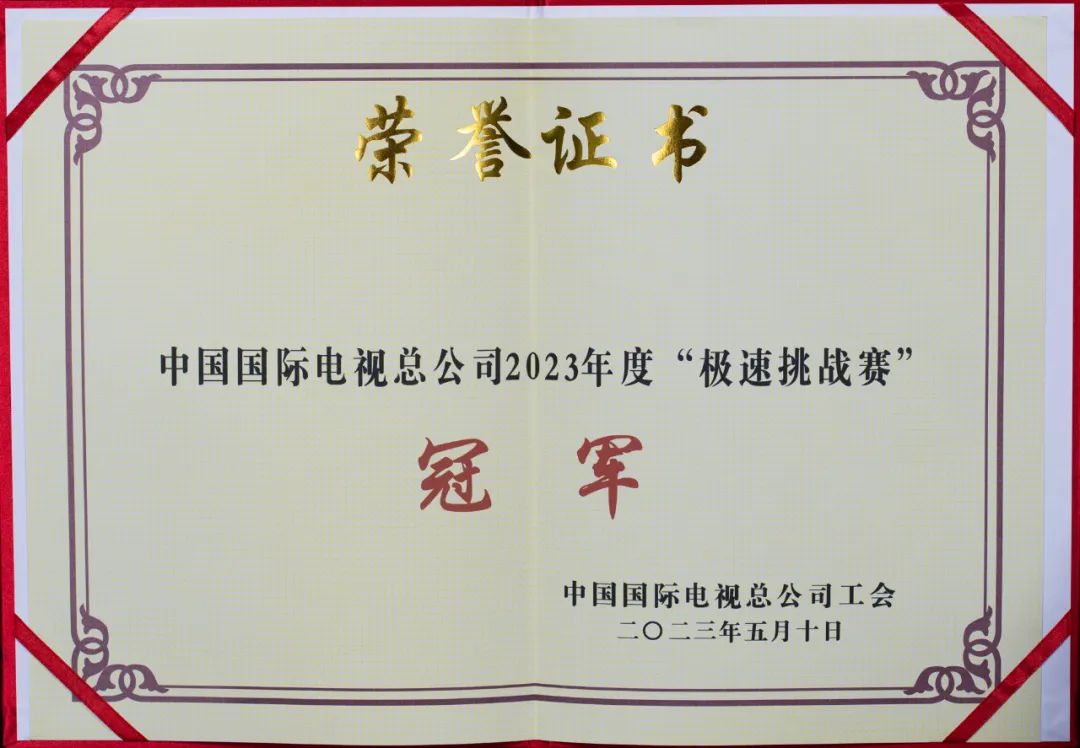 荣誉证书
中国国际电视总公司2023年度“极速挑战赛”
冠军
中国国际电视总公司工会
二〇二三年五月十日